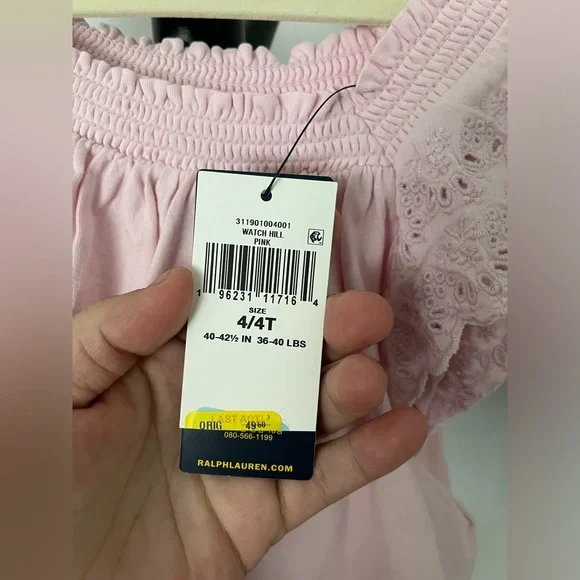 311901004001
WATCH HILL
PINK
1 96231 11716 4
SIZE
4/4T
40-42½ IN 36-40 LBS
LAST ACT
ORIG 49.50
080-566-1199
RALPHLAUREN.COM